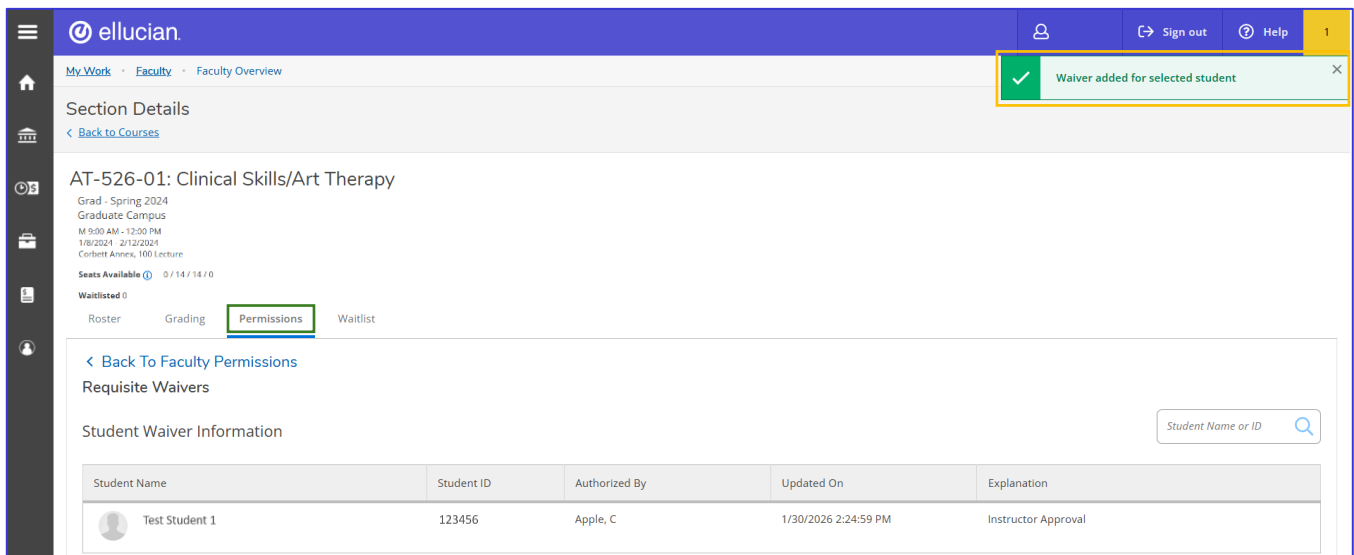 ellucian.
Sign out
Help
1
My Work · Faculty · Faculty Overview
Waiver added for selected student
Section Details
Back to Courses
AT-526-01: Clinical Skills/Art Therapy
Grad - Spring 2024
Graduate Campus
M 9:00 AM - 12:00 PM
1/8/2024 - 2/12/2024
Corbett Annex, 100 Lecture
Seats Available 0 / 14 / 14 / 0
Waitlisted 0
Roster Grading Permissions Waitlist
Back To Faculty Permissions
Requisite Waivers
Student Waiver Information
Student Name or ID
Student Name Student ID Authorized By Updated On Explanation
Test Student 1 123456 Apple, C 1/30/2026 2:24:59 PM Instructor Approval